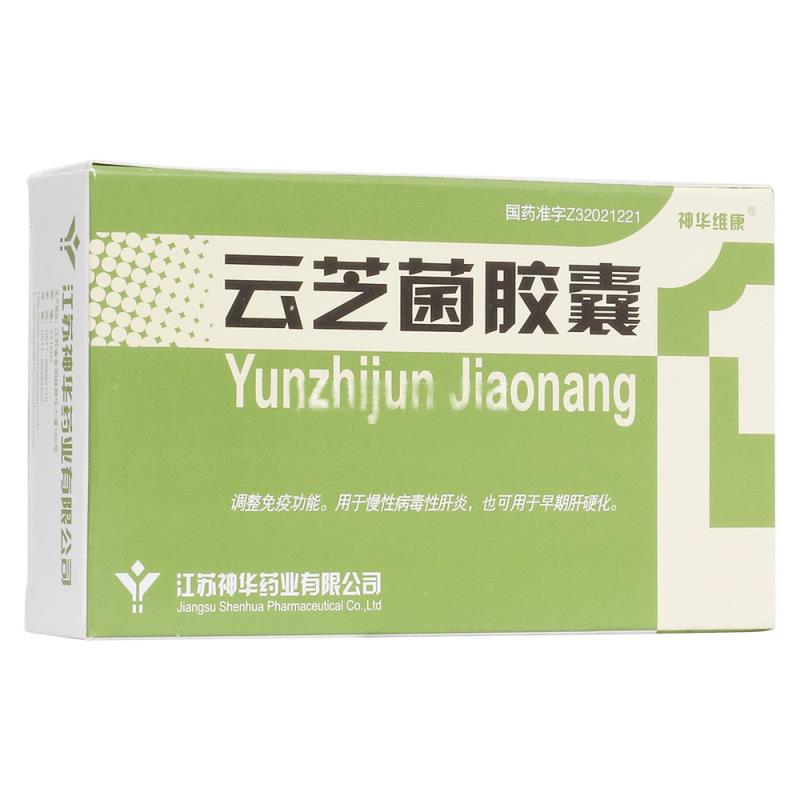 国药准字Z32021221
神华维康®
云芝菌胶囊
Yunzhijun Jiaonang
调整免疫功能。用于慢性病毒性肝炎，也可用于早期肝硬化。
江苏神华药业有限公司
Jiangsu Shenhua Pharmaceutical Co.,Ltd
江苏神华药业有限公司